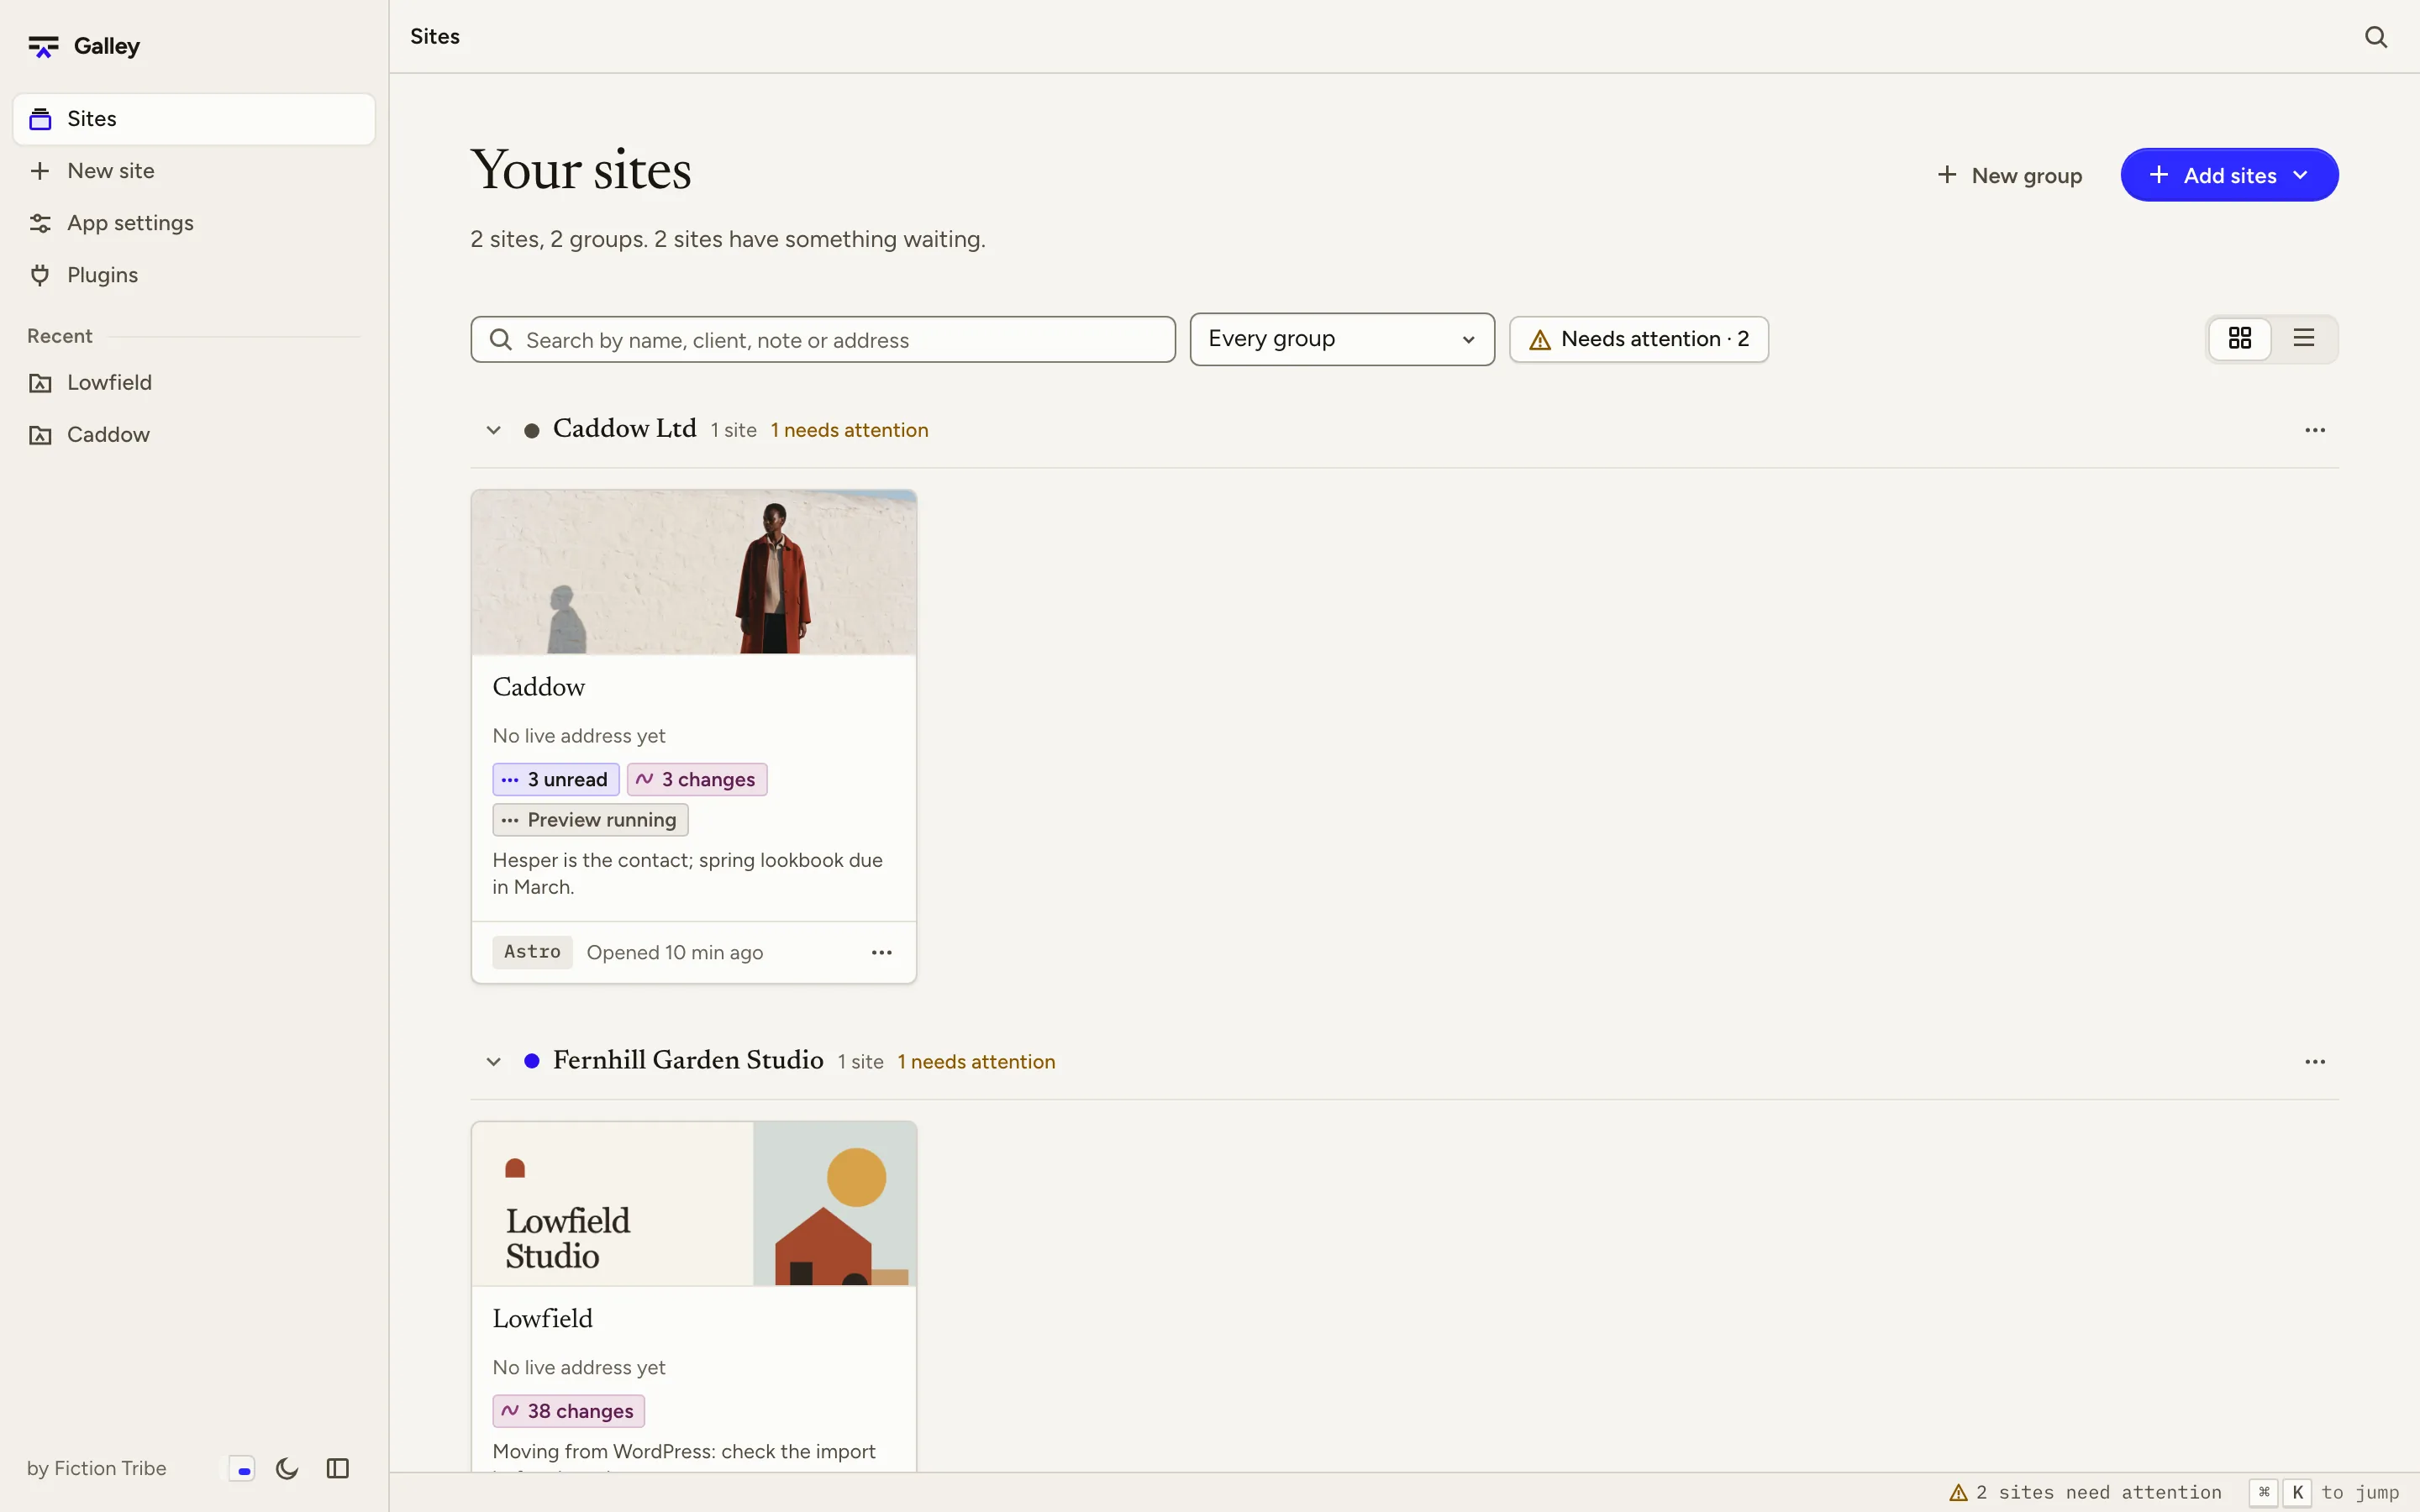 Galley
Sites
New site
App settings
Plugins
Recent
Lowfield
Caddow
by Fiction Tribe
Sites
Your sites
New group
Add sites
2 sites, 2 groups. 2 sites have something waiting.
Search by name, client, note or address
Every group
Needs attention · 2
Caddow Ltd 1 site 1 needs attention
Caddow
No live address yet
3 unread 3 changes
Preview running
Hesper is the contact; spring lookbook due
in March.
Astro Opened 10 min ago
Fernhill Garden Studio 1 site 1 needs attention
Lowfield
Studio
Lowfield
No live address yet
38 changes
Moving from WordPress: check the import
2 sites need attention ⌘ K to jump